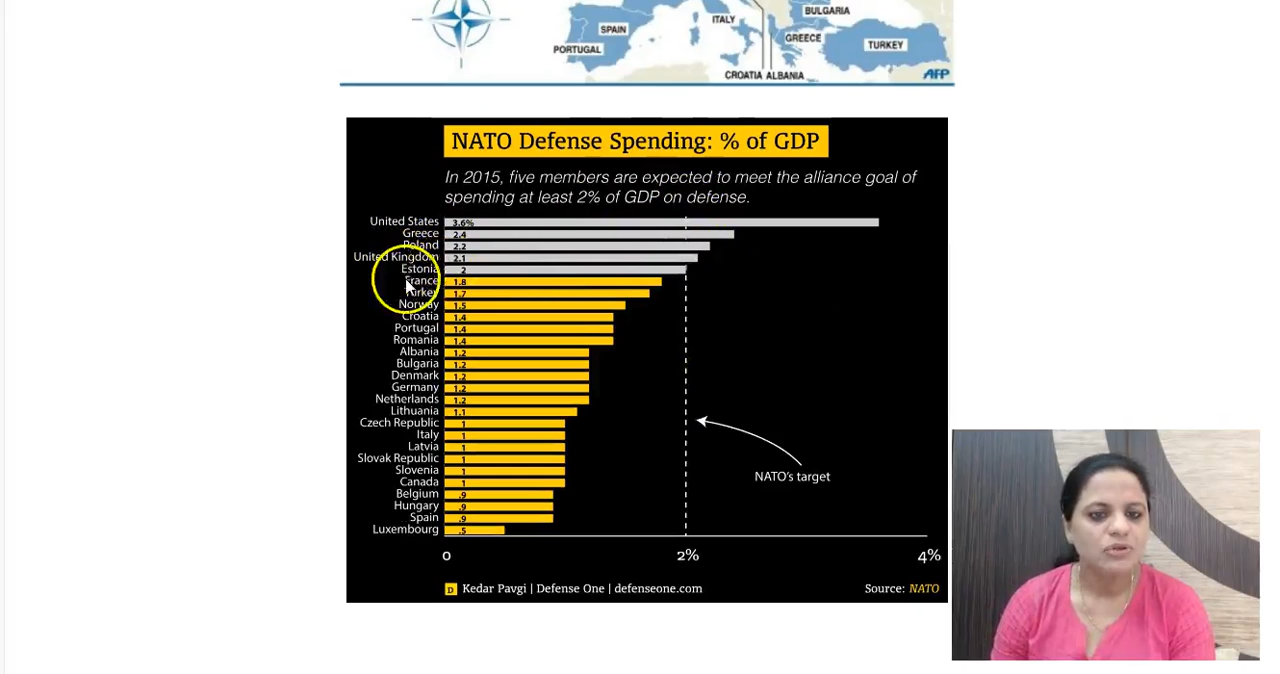 ITALY
BULGARIA
SPAIN
GREECE
TURKEY
PORTUGAL
CROATIA ALBANIA
AFP
NATO Defense Spending: % of GDP
In 2015, five members are expected to meet the alliance goal of
spending at least 2% of GDP on defense.
United States 3.6%
Greece 2.4
Poland 2.2
United Kingdom 2.1
Estonia 2
France 1.8
Turkey 1.7
Norway 1.5
Croatia 1.4
Portugal 1.4
Romania 1.4
Albania 1.2
Bulgaria 1.2
Denmark 1.2
Germany 1.2
Netherlands 1.2
Lithuania 1.1
Czech Republic 1
Italy 1
Latvia 1
Slovak Republic 1
Slovenia 1
Canada 1
Belgium .9
Hungary .9
Spain .9
Luxembourg .5
NATO's target
0 2% 4%
D Kedar Pavgi | Defense One | defenseone.com
Source: NATO